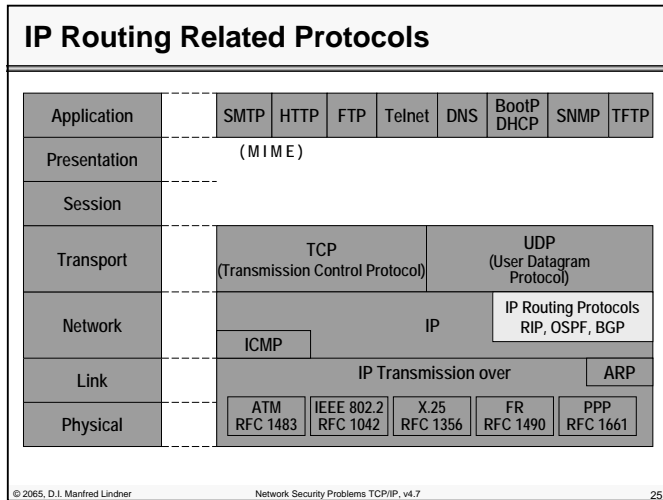 IP Routing Related Protocols
Application
SMTP HTTP FTP Telnet DNS BootP DHCP SNMP TFTP
Presentation
(MIME)
Session
Transport
TCP
(Transmission Control Protocol)
UDP
(User Datagram
Protocol)
Network
IP
IP Routing Protocols
RIP, OSPF, BGP
ICMP
Link
IP Transmission over
ARP
Physical
ATM
RFC 1483
IEEE 802.2
RFC 1042
X.25
RFC 1356
FR
RFC 1490
PPP
RFC 1661
© 2065, D.I. Manfred Lindner
Network Security Problems TCP/IP, v4.7
25